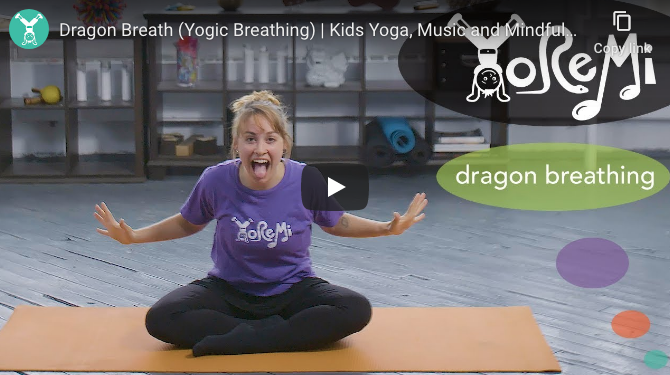 Dragon Breath (Yogic Breathing) | Kids Yoga, Music and Mindful...
Copy link
YoReMi
dragon breathing
YoReMi